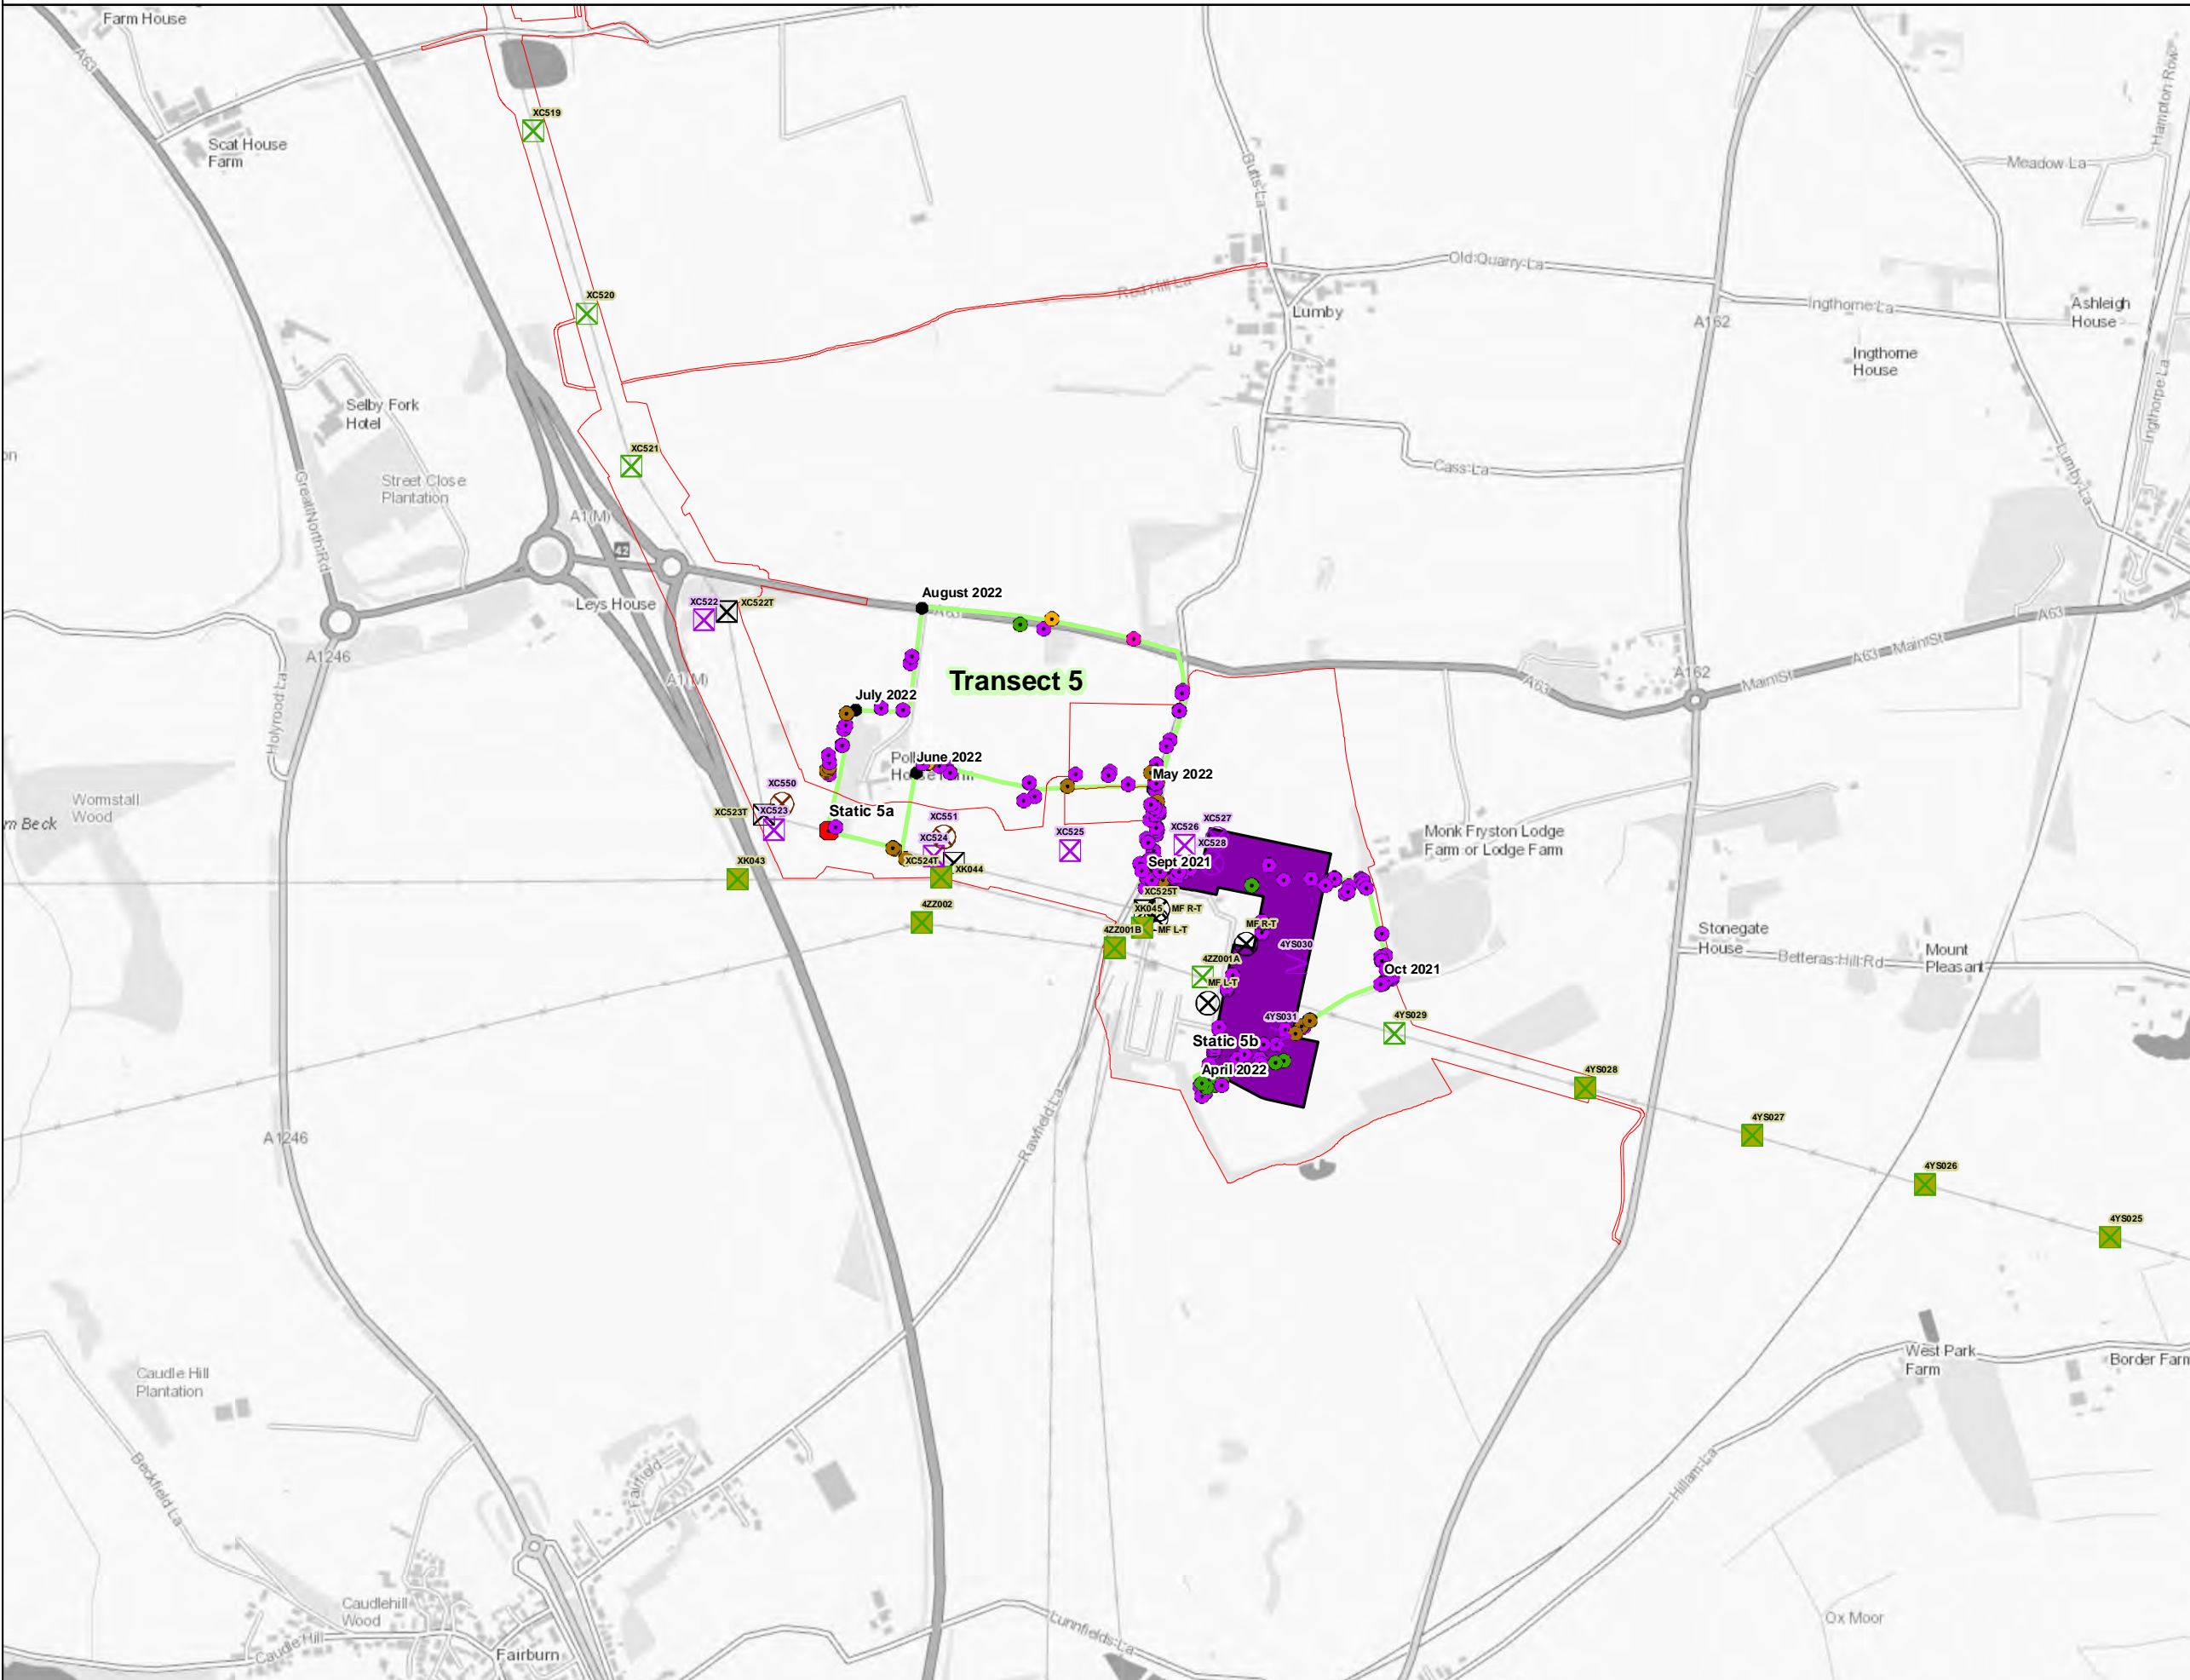 Farm House
A63
Hampton Row
XC519
Scat House
Farm
Butts-La
Meadow-La
Old-Quarry-La
XC520
Red-Hill-La
Lumby
Ingthorne-La
Ashleigh
House
A162
Ingthorne
House
Selby Fork
Hotel
Ingthorpe-La
XC521
Cass-La
Lumby-La
Street Close
Plantation
Great-North-Rd
A1(M)
42
August 2022
XC522
XC522T
Leys House
A63
A63
A1246
Transect 5
A63-Main-St
A162
Main-St
A1(M)
July 2022
A63
Holyrood-La
June 2022
May 2022
XC550
Wormstall
Wood
Static 5a
XC523T
XC523
m Beck
XC551
XC524
XC525
XC526
XC527
XC528
Monk Fryston Lodge
Farm or Lodge Farm
XK043
XC524T
XK044
Sept 2021
XC525T
4ZZ002
XK045
MF R-T
MF L-T
MF R-T
4ZZ001B
4YS030
Stonegate
House
Mount
Pleasant
Betteras-Hill-Rd
4ZZ001A
Oct 2021
MF L-T
4YS031
4YS029
Static 5b
April 2022
4YS028
Rawfield-La
4YS027
A1246
4YS026
4YS025
West Park
Farm
Border Farm
Caudle Hill
Plantation
Beckfield La
Fairfield
Hillam-La
Caudlehill
Wood
Lunnfields-La
Ox Moor
Caudle Hill
Fairburn